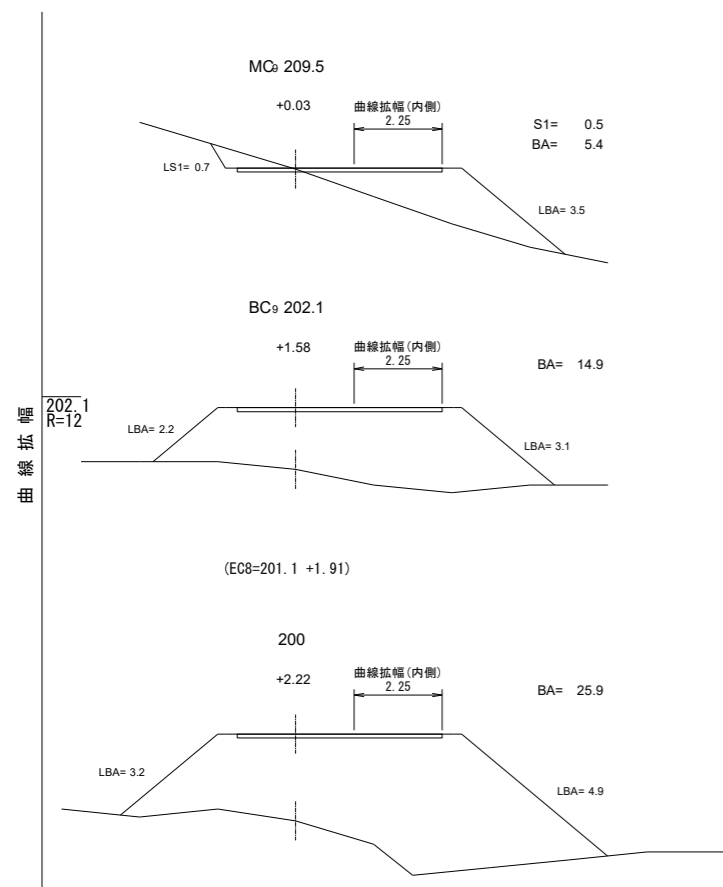 MC₉ 209.5
+0.03
曲線拡幅(内側)
2.25
S1= 0.5
BA= 5.4
LS1= 0.7
LBA= 3.5
BC₉ 202.1
+1.58
曲線拡幅(内側)
2.25
BA= 14.9
202.1
R=12
曲線拡幅
LBA= 2.2
LBA= 3.1
(EC8=201.1 +1.91)
200
+2.22
曲線拡幅(内側)
2.25
BA= 25.9
LBA= 3.2
LBA= 4.9